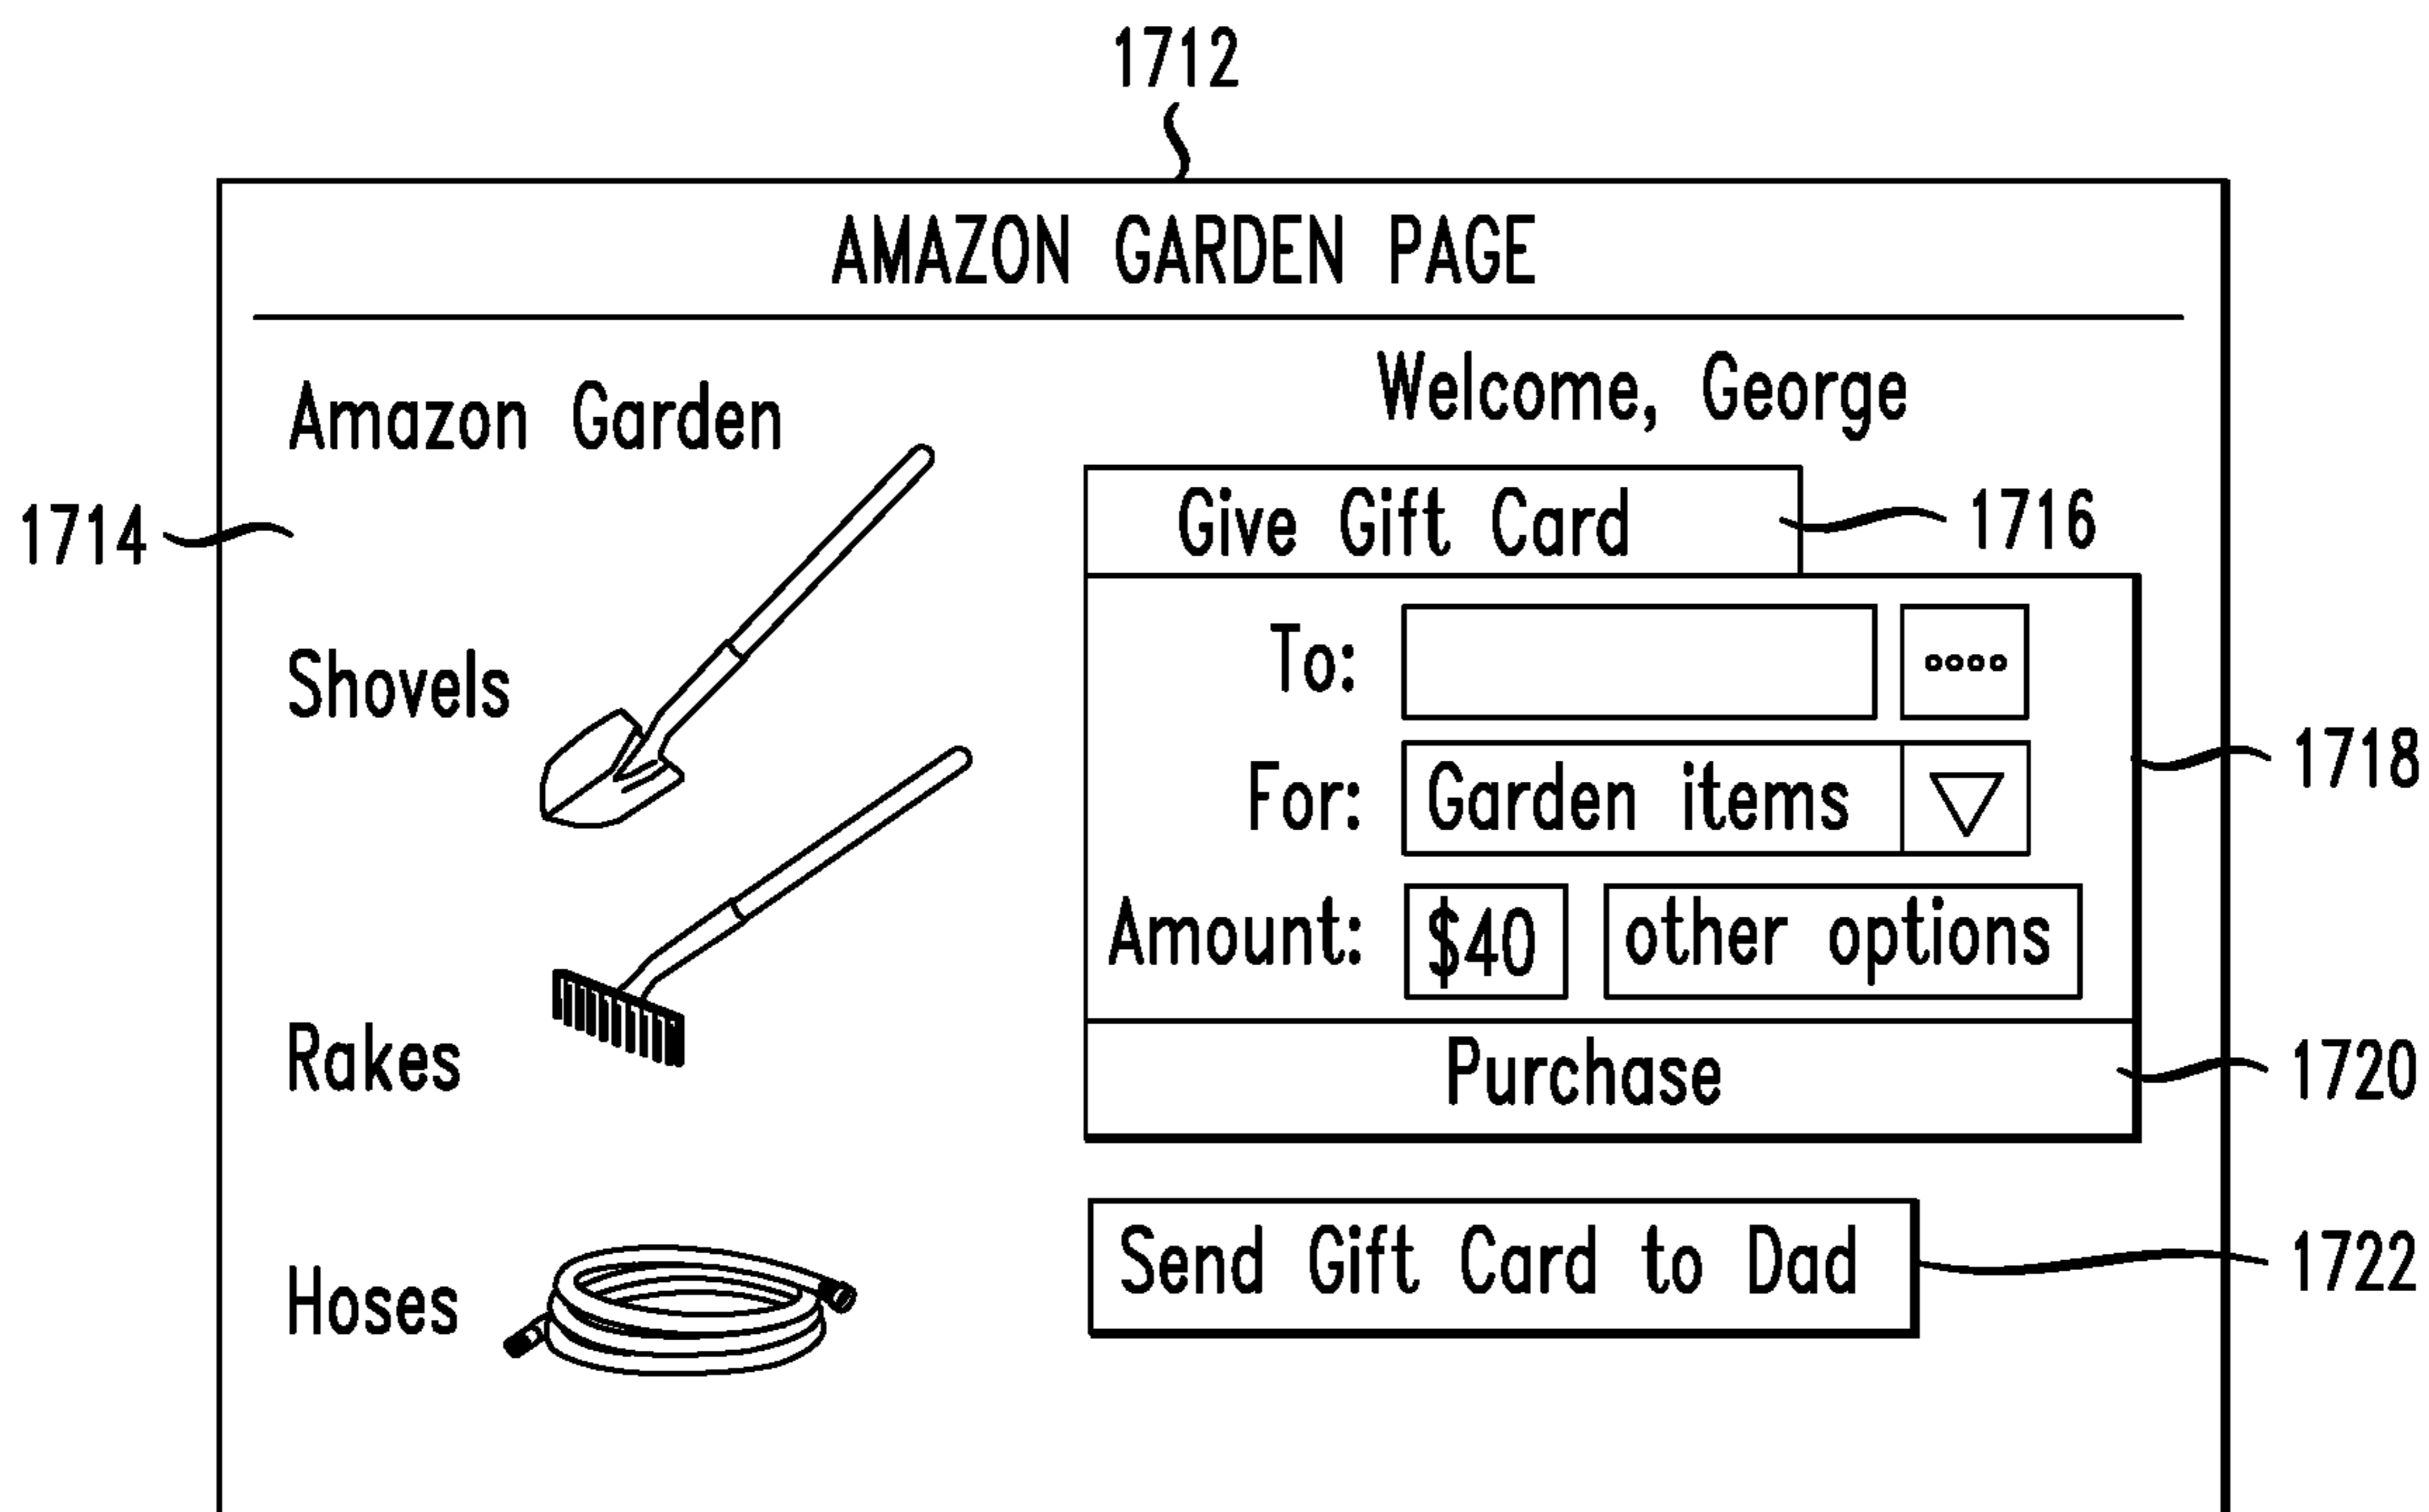 1712
AMAZON GARDEN PAGE
Amazon Garden
Welcome, George
1714
Give Gift Card
1716
To:
Shovels
For: Garden items
1718
Amount: $40 other options
Rakes
Purchase
1720
Send Gift Card to Dad
1722
Hoses